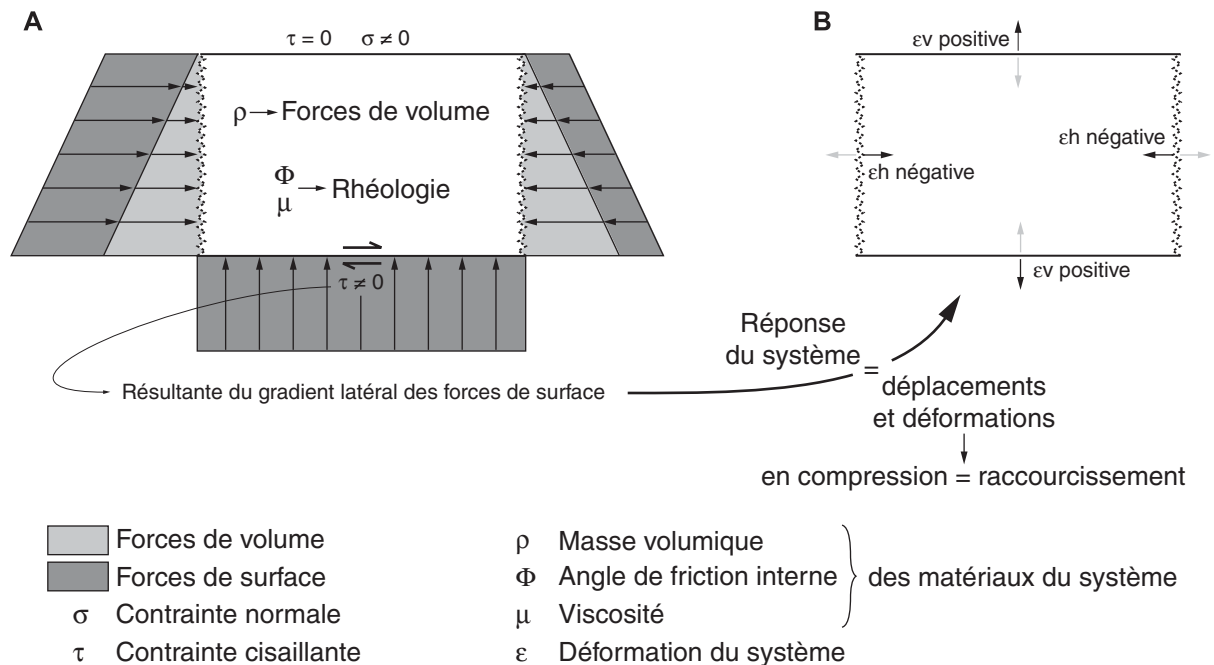 A
τ = 0 σ ≠ 0
ρ → Forces de volume
Φ
μ → Rhéologie
τ ≠ 0
Résultante du gradient latéral des forces de surface
B
εv positive
εh négative
εh négative
εv positive
Réponse
du système
=
déplacements
et déformations
en compression = raccourcissement
Forces de volume
Forces de surface
σ Contrainte normale
τ Contrainte cisaillante
ρ Masse volumique
Φ Angle de friction interne
μ Viscosité
des matériaux du système
ε Déformation du système